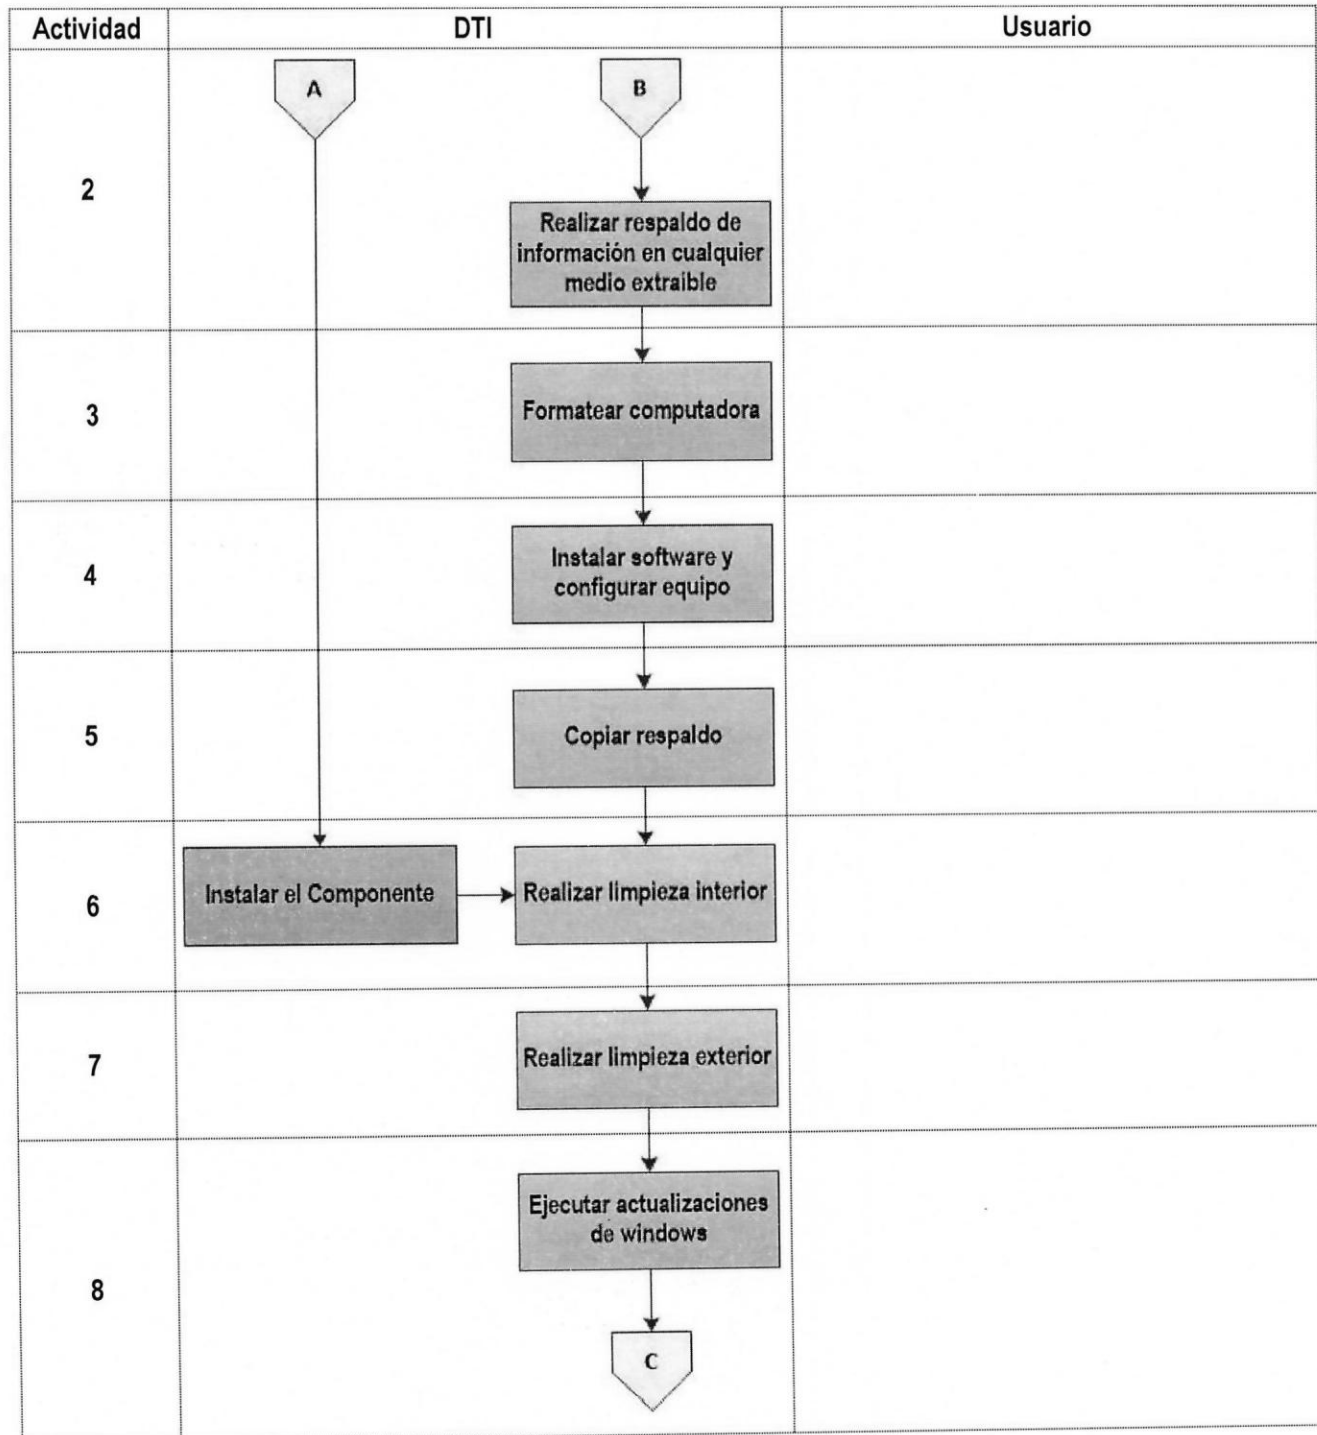 Actividad
DTI
Usuario
A
B
2
Realizar respaldo de
información en cualquier
medio extraible
3
Formatear computadora
4
Instalar software y
configurar equipo
5
Copiar respaldo
6
Instalar el Componente
Realizar limpieza interior
7
Realizar limpieza exterior
8
Ejecutar actualizaciones
de windows
C